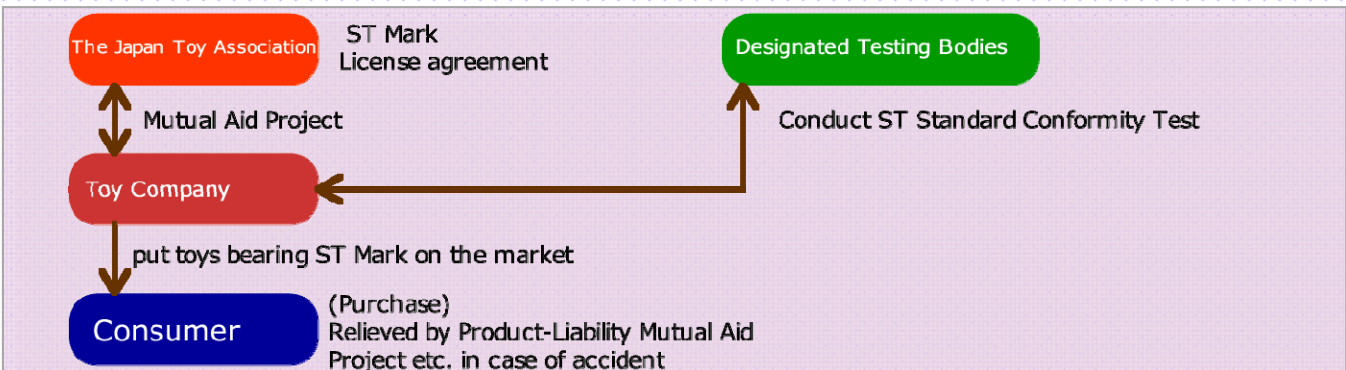 The Japan Toy Association
ST Mark
License agreement
Designated Testing Bodies
Mutual Aid Project
Conduct ST Standard Conformity Test
Toy Company
put toys bearing ST Mark on the market
Consumer
(Purchase)
Relieved by Product-Liability Mutual Aid
Project etc. in case of accident